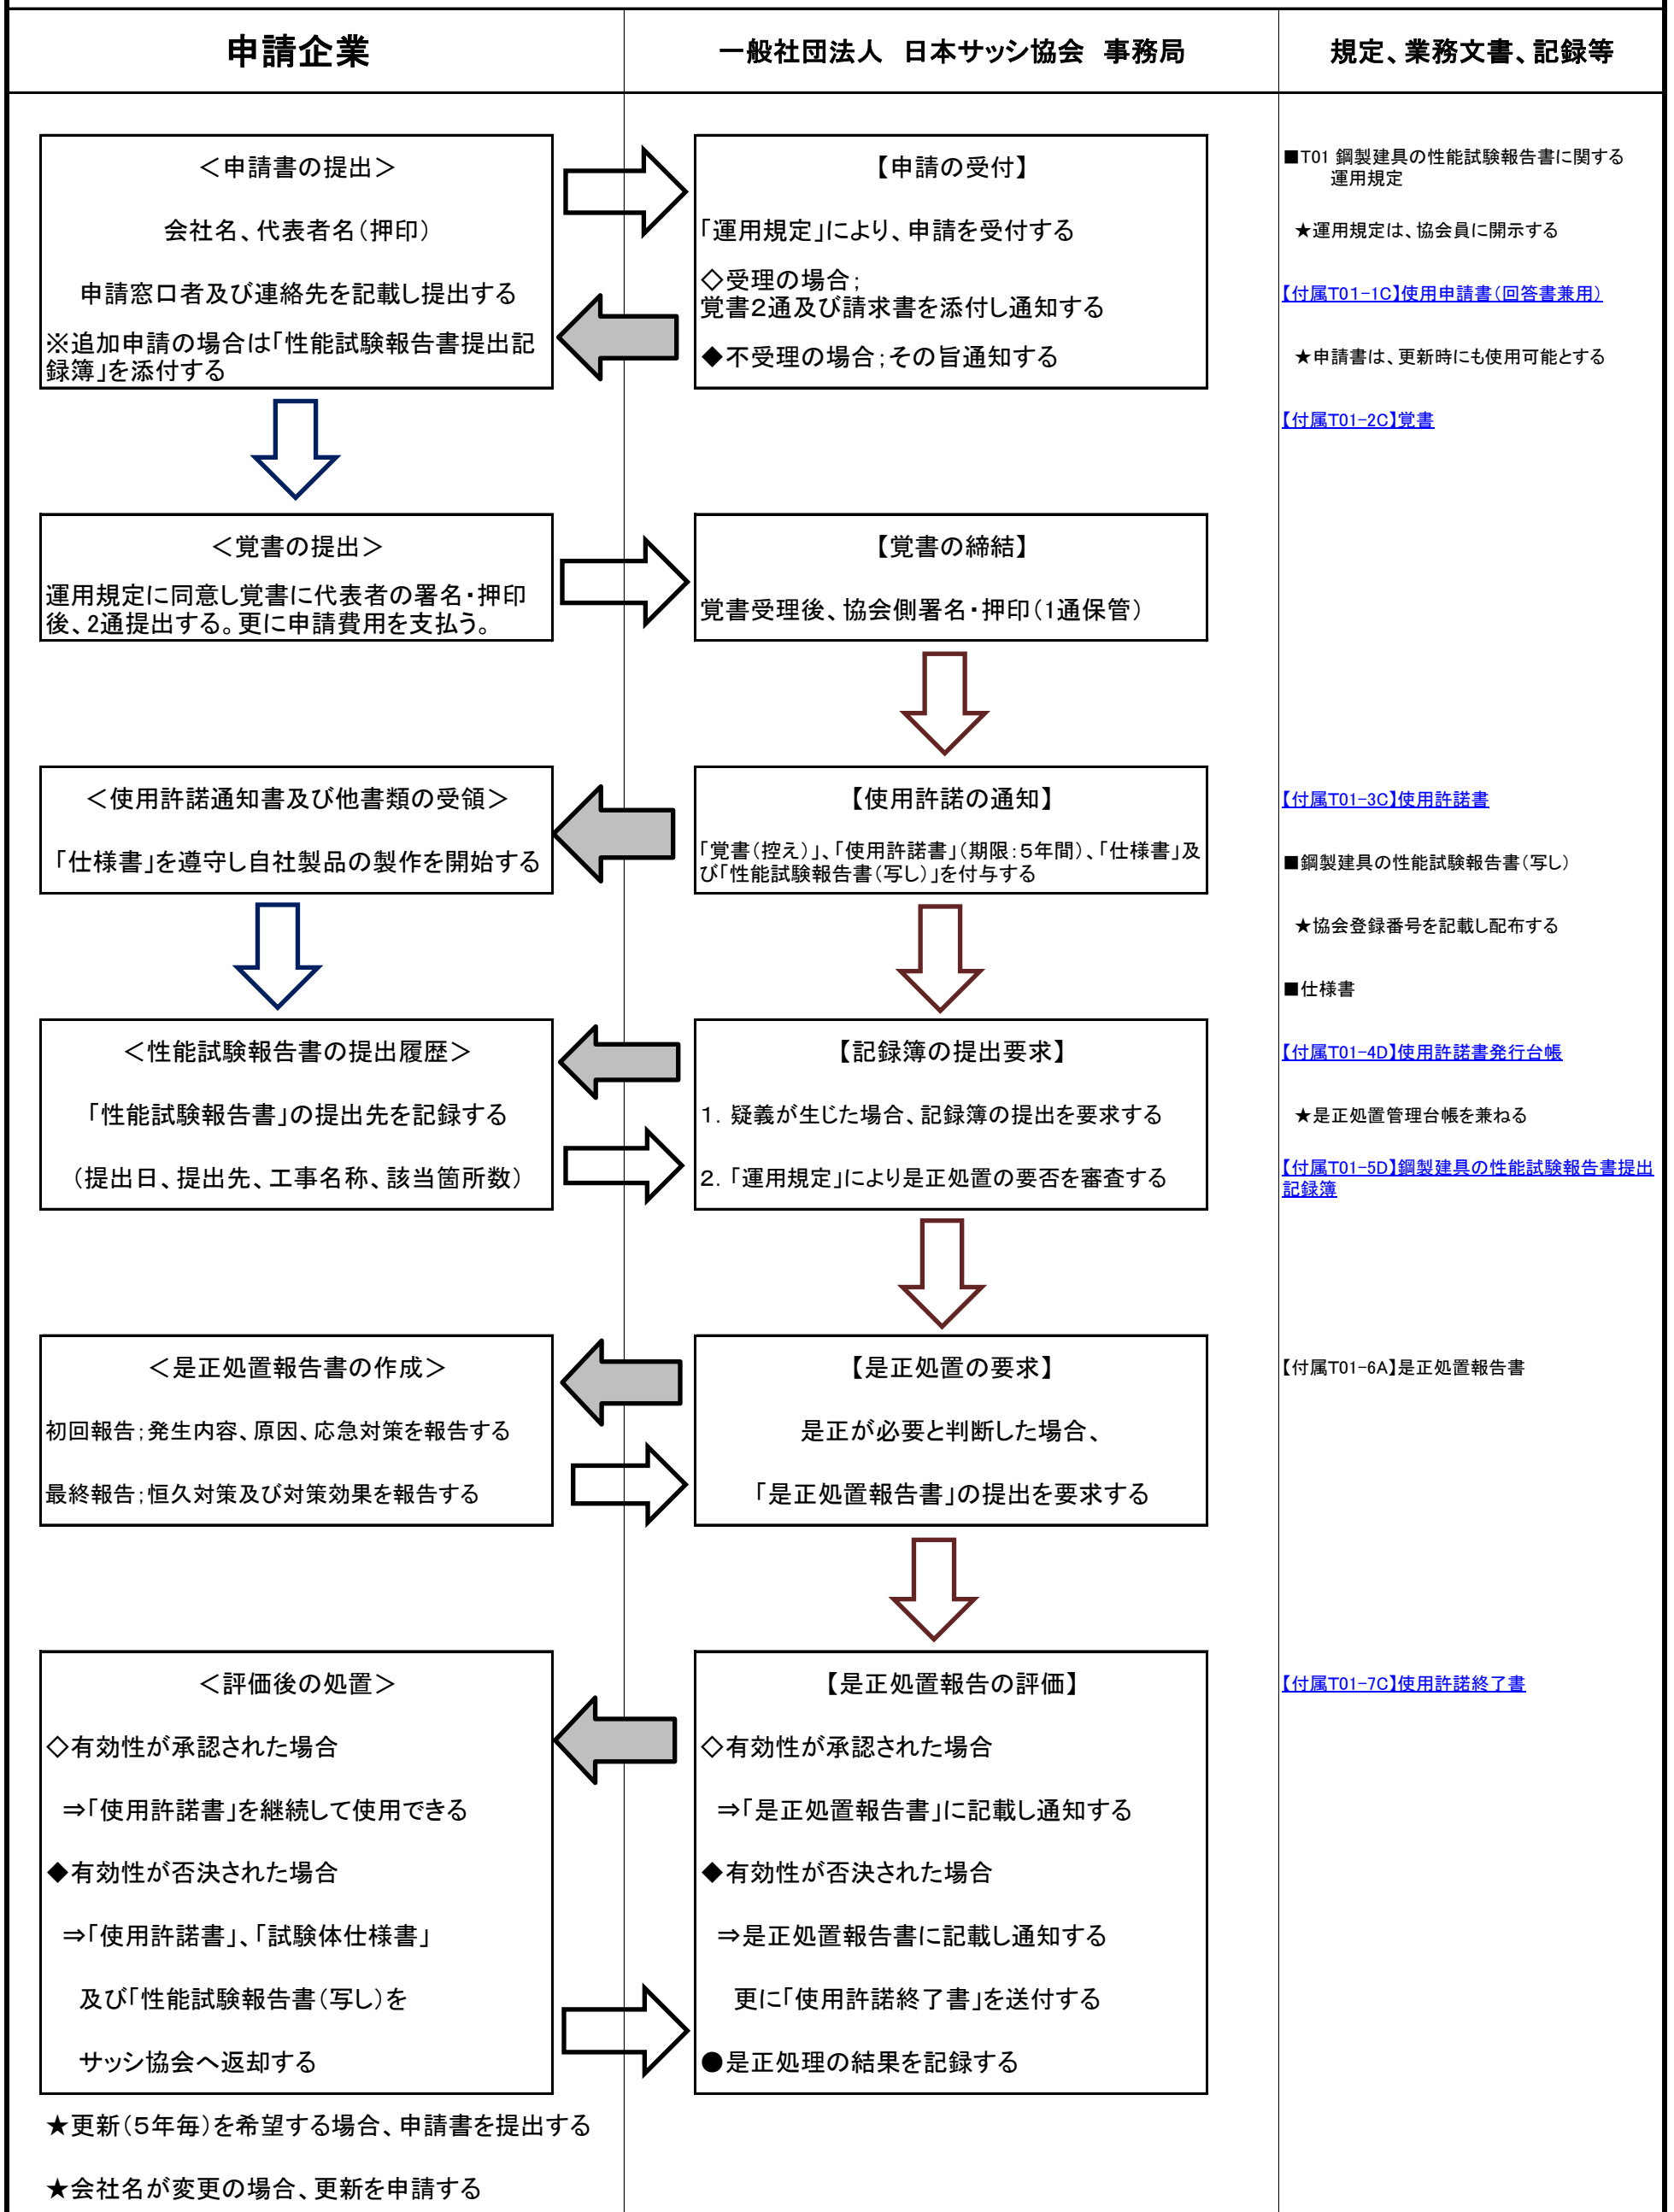 申請企業
一般社団法人　日本サッシ協会　事務局
規定、業務文書、記録等
＜申請書の提出＞
会社名、代表者名（押印）
申請窓口者及び連絡先を記載し提出する
※追加申請の場合は「性能試験報告書提出記
録簿」を添付する
【申請の受付】
「運用規定」により、申請を受付する
◇受理の場合；
覚書２通及び請求書を添付し通知する
◆不受理の場合；その旨通知する
■T01 鋼製建具の性能試験報告書に関する
運用規定
★運用規定は、協会員に開示する
【付属T01-1C】使用申請書（回答書兼用）
★申請書は、更新時にも使用可能とする
【付属T01-2C】覚書
＜覚書の提出＞
運用規定に同意し覚書に代表者の署名・押印
後、2通提出する。更に申請費用を支払う。
【覚書の締結】
覚書受理後、協会側署名・押印（1通保管）
＜使用許諾通知書及び他書類の受領＞
「仕様書」を遵守し自社製品の製作を開始する
【使用許諾の通知】
「覚書（控え）」、「使用許諾書」（期限：５年間）、「仕様書」及
び「性能試験報告書（写し）」を付与する
【付属T01-3C】使用許諾書
■鋼製建具の性能試験報告書（写し）
★協会登録番号を記載し配布する
■仕様書
＜性能試験報告書の提出履歴＞
「性能試験報告書」の提出先を記録する
（提出日、提出先、工事名称、該当箇所数）
【記録簿の提出要求】
１．疑義が生じた場合、記録簿の提出を要求する
２．「運用規定」により是正処置の要否を審査する
【付属T01-4D】使用許諾書発行台帳
★是正処置管理台帳を兼ねる
【付属T01-5D】鋼製建具の性能試験報告書提出
記録簿
＜是正処置報告書の作成＞
初回報告；発生内容、原因、応急対策を報告する
最終報告；恒久対策及び対策効果を報告する
【是正処置の要求】
是正が必要と判断した場合、
「是正処置報告書」の提出を要求する
【付属T01-6A】是正処置報告書
＜評価後の処置＞
◇有効性が承認された場合
⇒「使用許諾書」を継続して使用できる
◆有効性が否決された場合
⇒「使用許諾書」、「試験体仕様書」
及び「性能試験報告書（写し）を
サッシ協会へ返却する
【是正処置報告の評価】
◇有効性が承認された場合
⇒「是正処置報告書」に記載し通知する
◆有効性が否決された場合
⇒是正処置報告書に記載し通知する
更に「使用許諾終了書」を送付する
●是正処理の結果を記録する
【付属T01-7C】使用許諾終了書
★更新（５年毎）を希望する場合、申請書を提出する
★会社名が変更の場合、更新を申請する